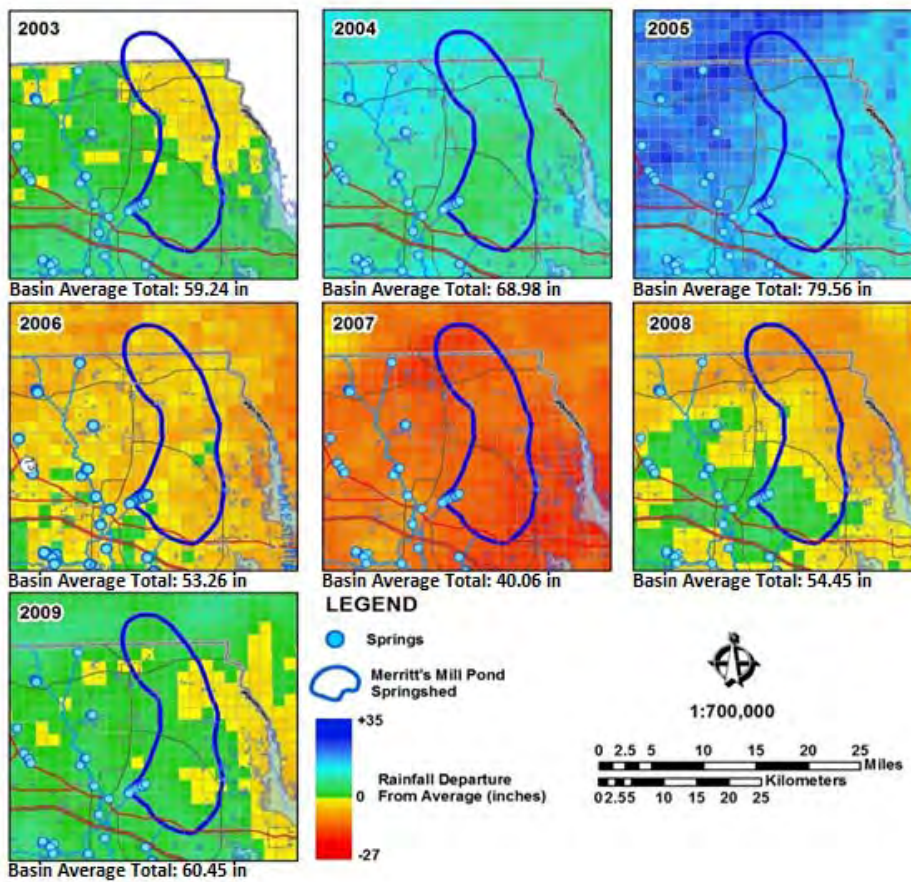 2003
2004
2005
Basin Average Total: 59.24 in
Basin Average Total: 68.98 in
Basin Average Total: 79.56 in
2006
2007
2008
Basin Average Total: 53.26 in
Basin Average Total: 40.06 in
Basin Average Total: 54.45 in
2009
Basin Average Total: 60.45 in
LEGEND
Springs
Merritt's Mill Pond
Springshed
+35
Rainfall Departure
From Average (inches)
0
-27
1:700,000
0 2.5 5 10 15 20 25
Miles
Kilometers
0 2.5 5 10 15 20 25